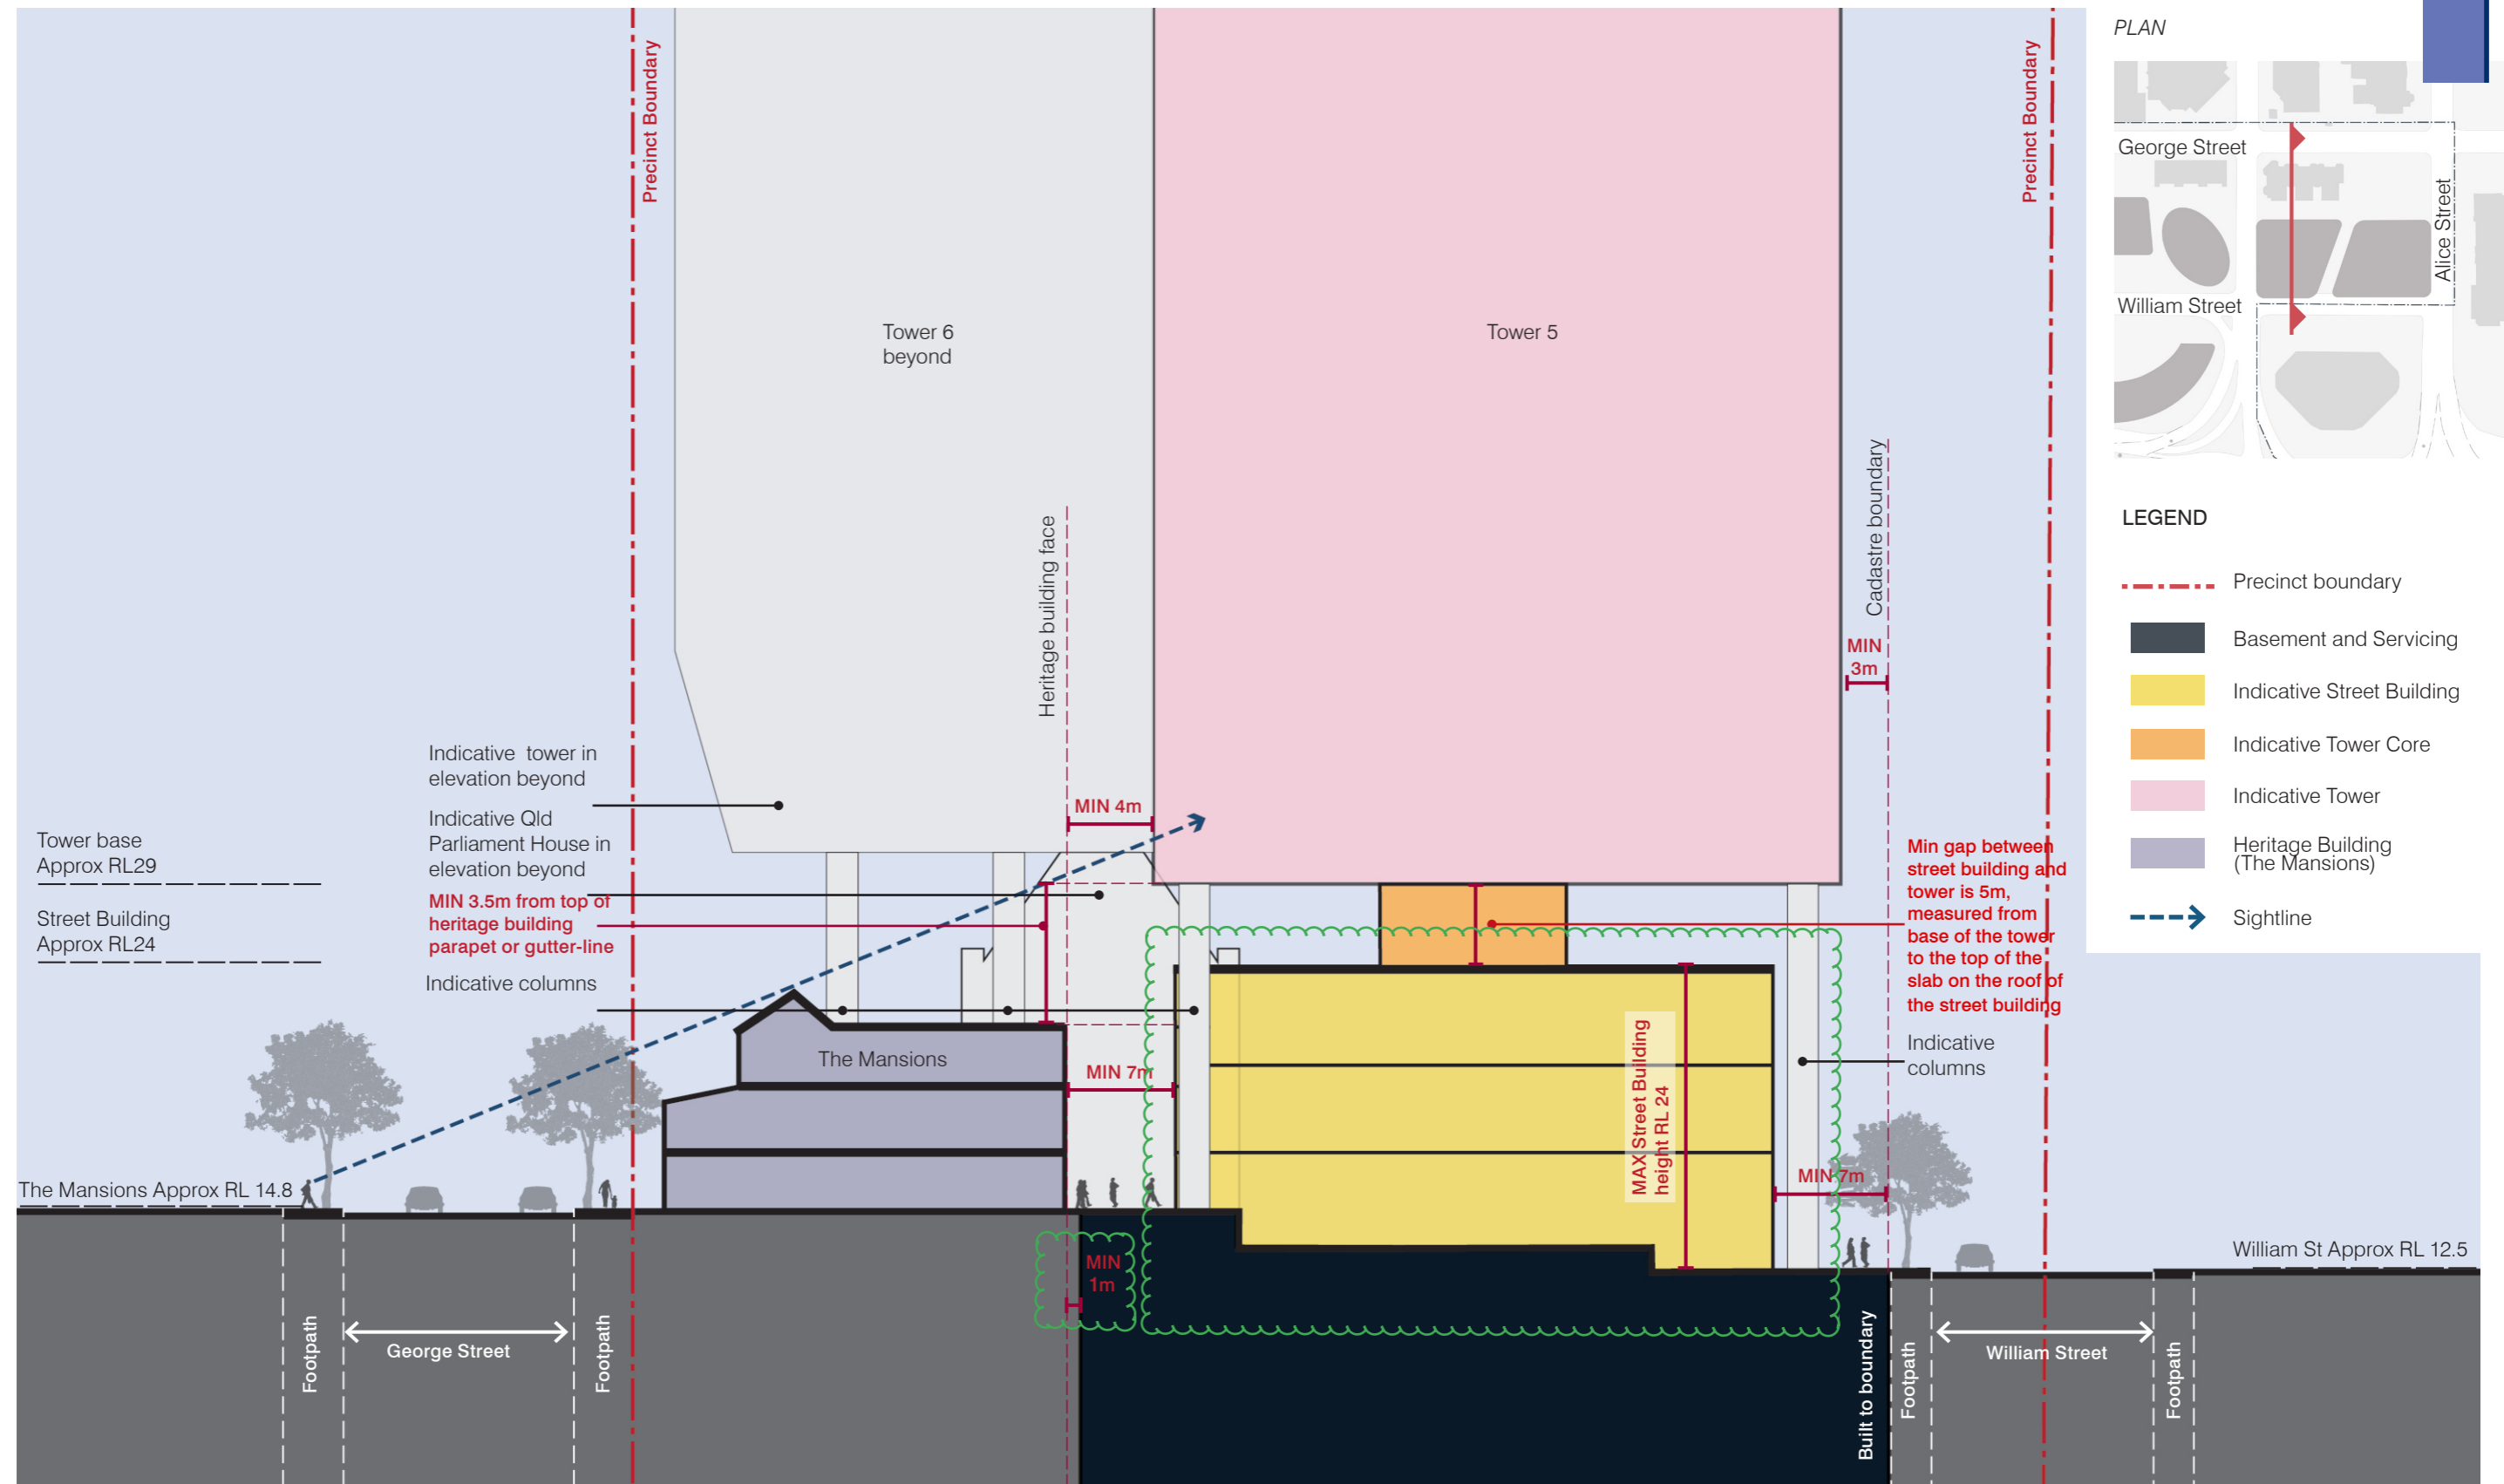 PLAN
George Street
William Street
Alice Street
LEGEND
Precinct boundary
Basement and Servicing
Indicative Street Building
Indicative Tower Core
Indicative Tower
Heritage Building
(The Mansions)
Sightline
Precinct Boundary
Precinct Boundary
Tower 6
beyond
Tower 5
Heritage building face
Cadastre boundary
MIN
3m
Indicative tower in
elevation beyond
Indicative Qld
Parliament House in
elevation beyond
MIN 3.5m from top of
heritage building
parapet or gutter-line
Indicative columns
Tower base
Approx RL29
Street Building
Approx RL24
MIN 4m
Min gap between
street building and
tower is 5m,
measured from
base of the tower
to the top of the
slab on the roof of
the street building
Indicative
columns
The Mansions
MIN 7m
MAX Street Building
height RL 24
MIN 7m
The Mansions Approx RL 14.8
William St Approx RL 12.5
MIN
1m
Footpath
George Street
Footpath
Built to boundary
Footpath
William Street
Footpath